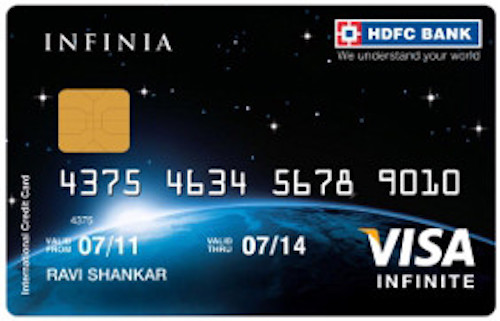 INFINIA
HDFC BANK
We understand your world
International Credit Card
4375 4634 5678 9010
4375
VALID FROM 07/11 VALID THRU 07/14
VISA
RAVI SHANKAR
INFINITE